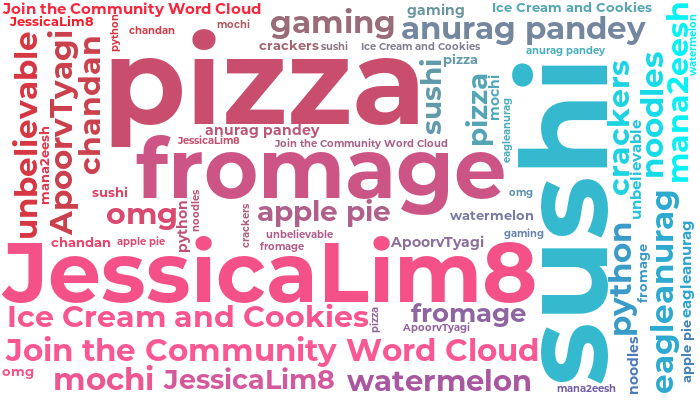 Join the Community Word Cloud
JessicaLim8
python
chandan
mochi
gaming
gaming
anurag pandey
Ice Cream and Cookies
mana2eesh
watermelon
unbelievable
ApoorvTyagi
chandan
mana2eesh
pizza
crackers
sushi
Ice Cream and Cookies
pizza
anurag pandey
sushi
pizza
mochi
eagleanurag
sushi
crackers
noodles
unbelievable
anurag pandey
JessicaLim8
Join the Community Word Cloud
fromage
sushi
omg
omg
python
noodles
crackers
apple pie
watermelon
unbelievable
gaming
chandan
apple pie
fromage
ApoorvTyagi
JessicaLim8
python
fromage
eagleanurag
eagleanurag
Ice Cream and Cookies
pizza
fromage
ApoorvTyagi
Join the Community Word Cloud
noodles
apple pie
omg
mochi
JessicaLim8
watermelon
mana2eesh